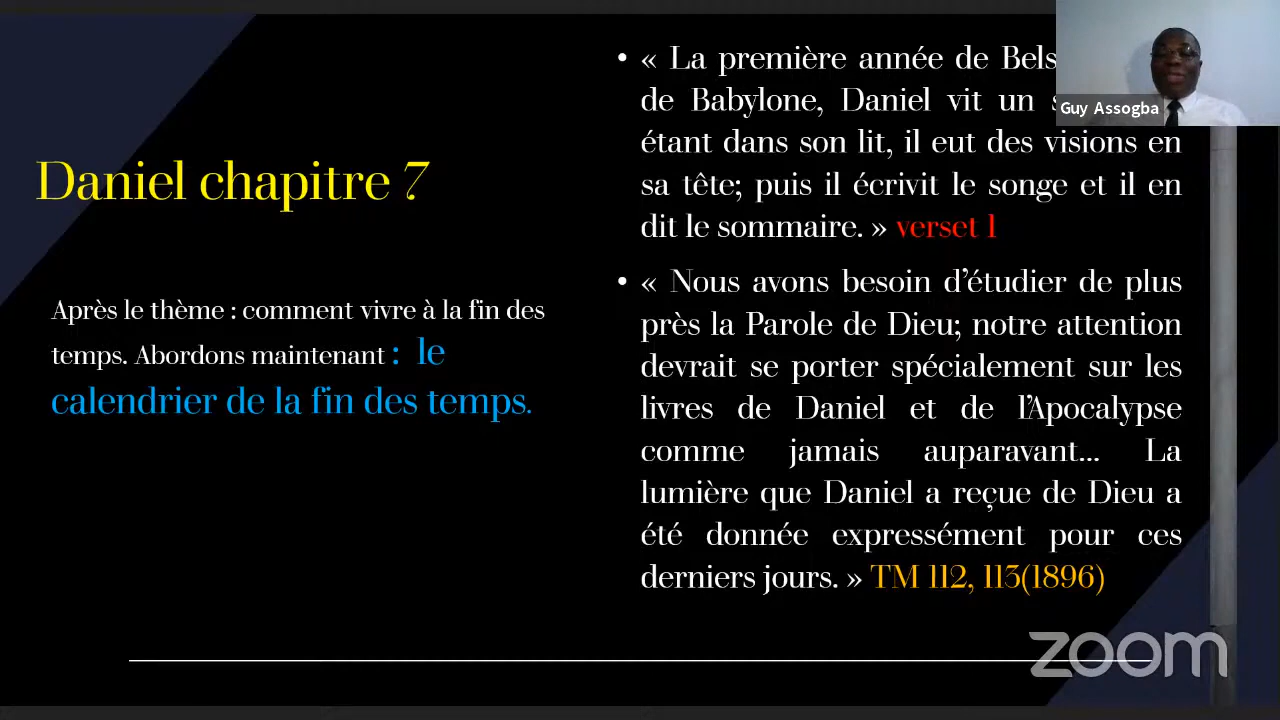 Daniel chapitre 7
Après le thème : comment vivre à la fin des
temps. Abordons maintenant : le
calendrier de la fin des temps.
• « La première année de Bels
de Babylone, Daniel vit un s
étant dans son lit, il eut des visions en
sa tête; puis il écrivit le songe et il en
dit le sommaire. » verset 1
• « Nous avons besoin d'étudier de plus
près la Parole de Dieu; notre attention
devrait se porter spécialement sur les
livres de Daniel et de l'Apocalypse
comme jamais auparavant... La
lumière que Daniel a reçue de Dieu a
été donnée expressément pour ces
derniers jours. » TM 112, 113(1896)
Guy Assogba
zoom